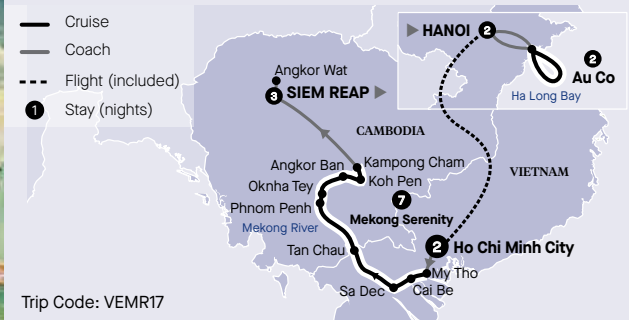 Cruise
Coach
Flight (included)
1 Stay (nights)
HANOI 2
2
Au Co
Ha Long Bay
Angkor Wat
3 SIEM REAP
CAMBODIA
VIETNAM
Angkor Ban
Kampong Cham
Oknha Tey
Koh Pen
Phnom Penh
7
Mekong Serenity
Mekong River
Tan Chau
2 Ho Chi Minh City
My Tho
Cai Be
Sa Dec
Trip Code: VEMR17